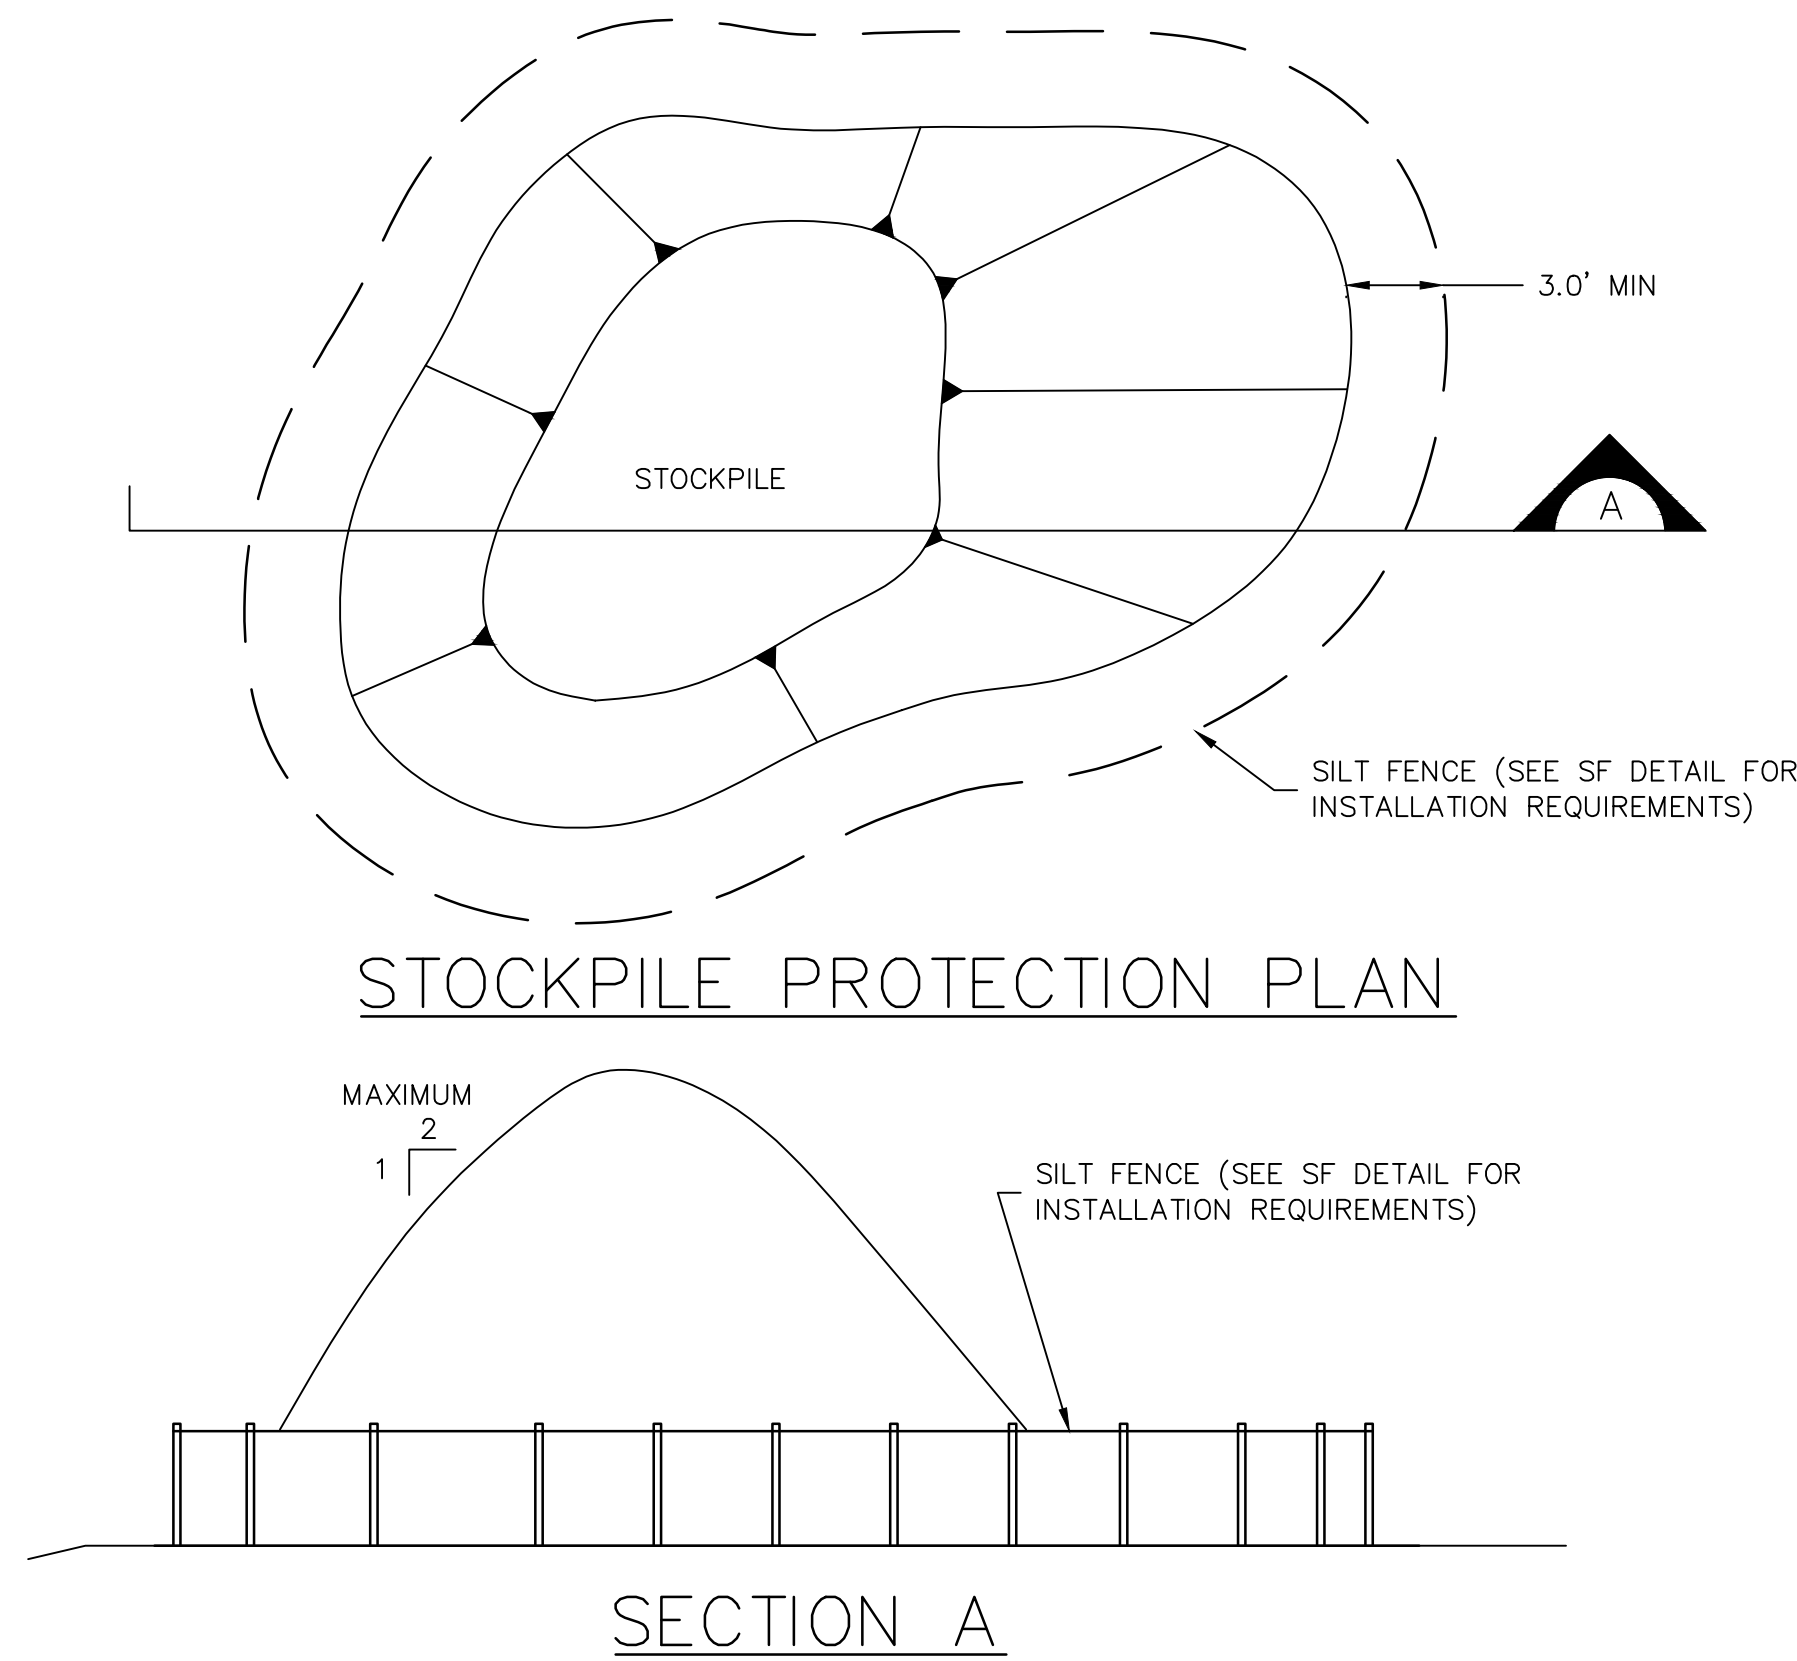 3.0' MIN
STOCKPILE
A
SILT FENCE (SEE SF DETAIL FOR
INSTALLATION REQUIREMENTS)
STOCKPILE PROTECTION PLAN
MAXIMUM
2
1
SILT FENCE (SEE SF DETAIL FOR
INSTALLATION REQUIREMENTS)
SECTION A